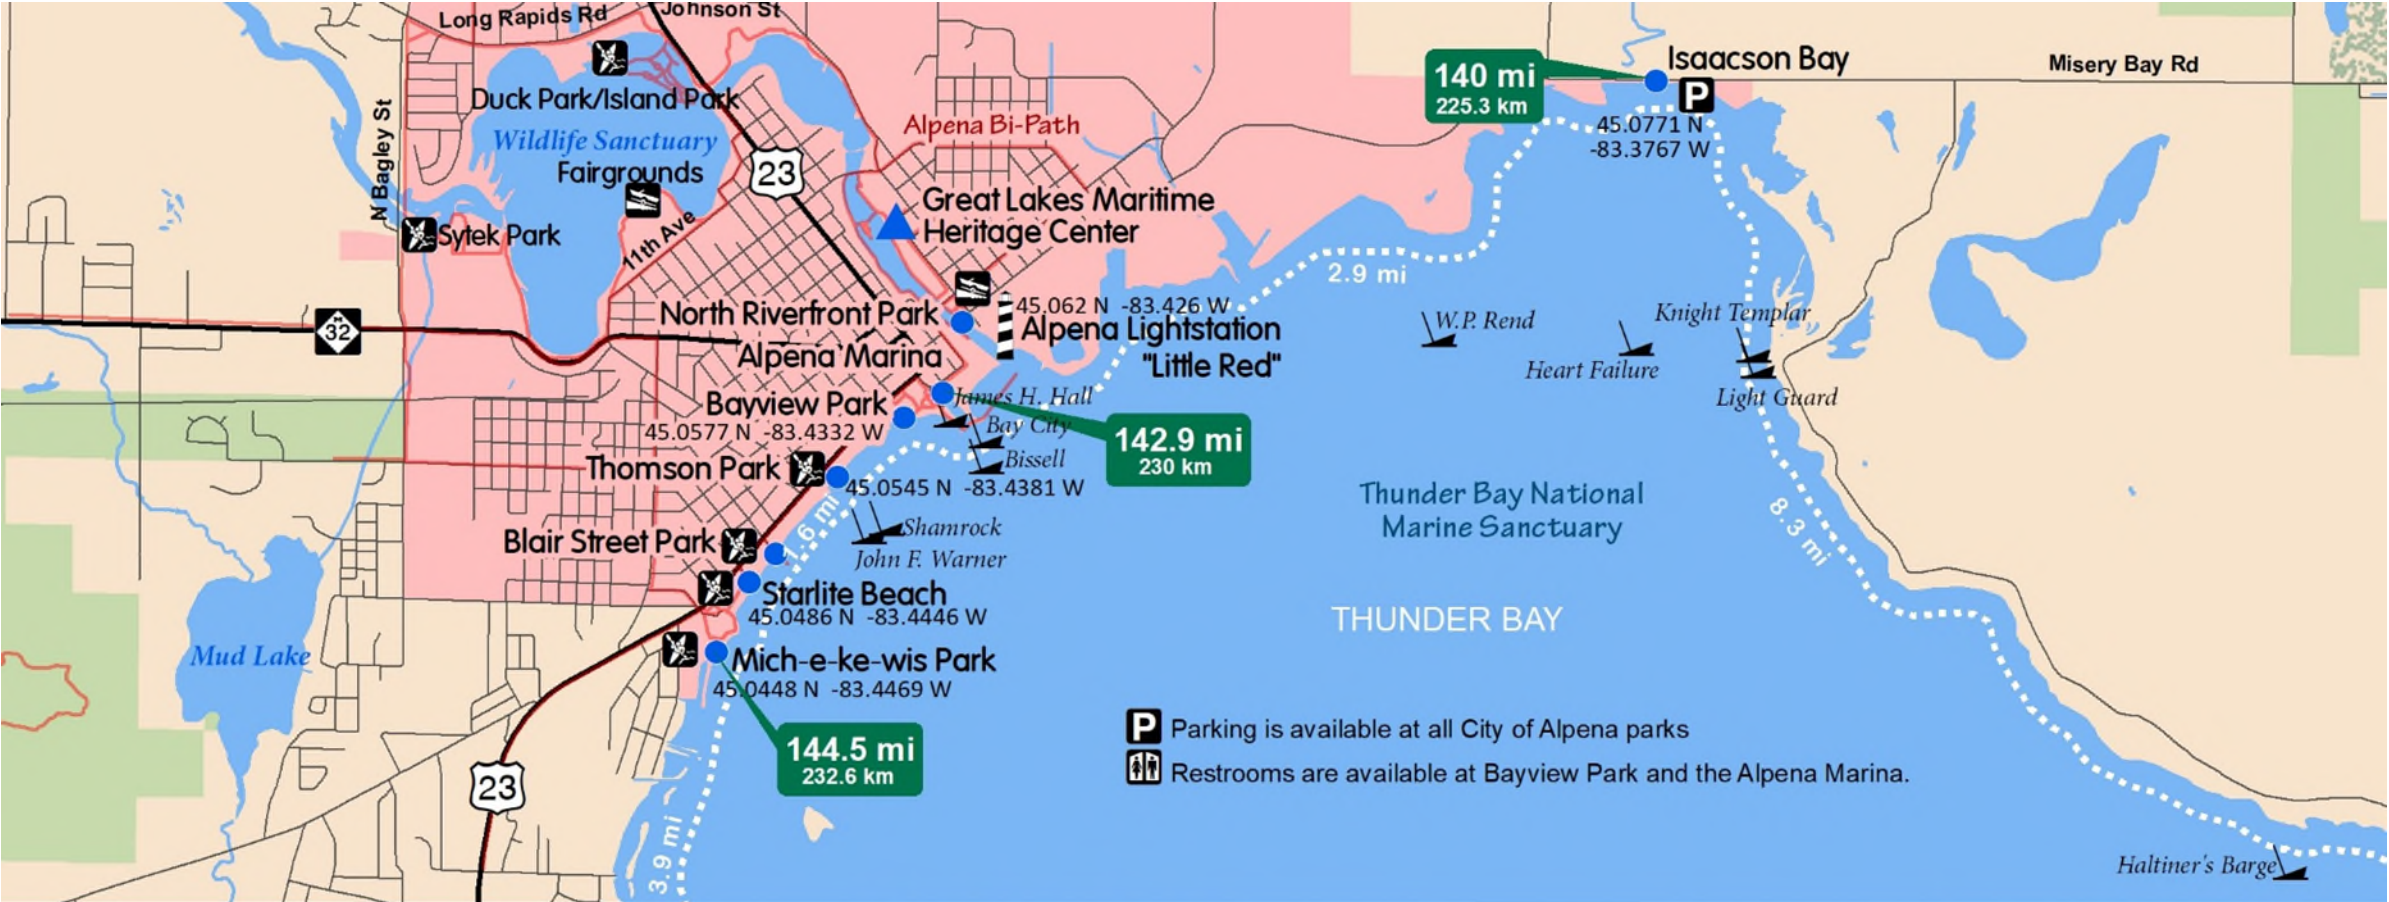 Long Rapids Rd
Johnson St
Duck Park/Island Park
Wildlife Sanctuary
Fairgrounds
N Bagley St
Sytek Park
11th Ave
23
Alpena Bi-Path
Great Lakes Maritime
Heritage Center
140 mi
225.3 km
Isaacson Bay
P
Misery Bay Rd
45.0771 N
-83.3767 W
2.9 mi
32
North Riverfront Park
45.062 N -83.426 W
Alpena Lightstation
"Little Red"
Alpena Marina
W.P. Rend
Heart Failure
Knight Templar
Light Guard
James H. Hall
Bay City
Bissell
Bayview Park
45.0577 N -83.4332 W
142.9 mi
230 km
Thomson Park
45.0545 N -83.4381 W
1.6 mi
Shamrock
John F. Warner
Blair Street Park
Starlite Beach
45.0486 N -83.4446 W
Mich-e-ke-wis Park
45.0448 N -83.4469 W
144.5 mi
232.6 km
Thunder Bay National
Marine Sanctuary
THUNDER BAY
8.3 mi
Mud Lake
23
3.9 mi
P Parking is available at all City of Alpena parks
Restrooms are available at Bayview Park and the Alpena Marina.
Haltiner's Barge